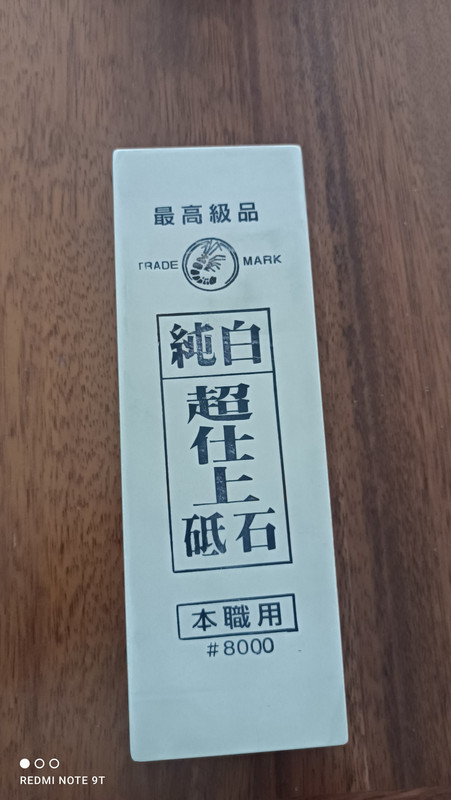 最高級品
TRADE MARK
純白
超
仕
上
砥石
本職用
#8000
REDMI NOTE 9T